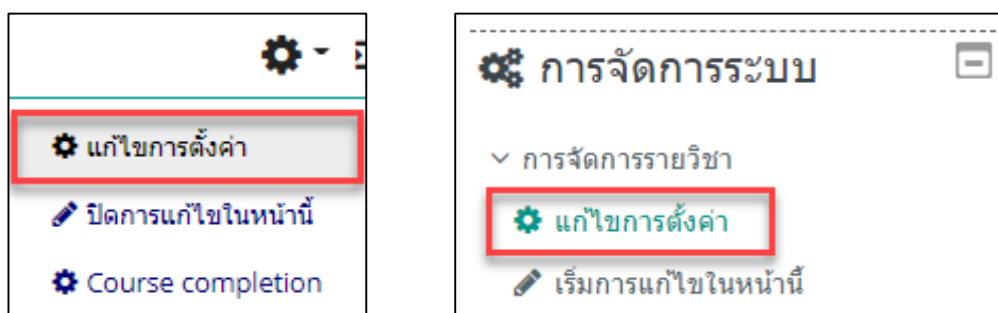 แก้ไขการตั้งค่า
ปิดการแก้ไขในหน้านี้
Course completion
การจัดการระบบ
การจัดการรายวิชา
แก้ไขการตั้งค่า
เริ่มการแก้ไขในหน้านี้